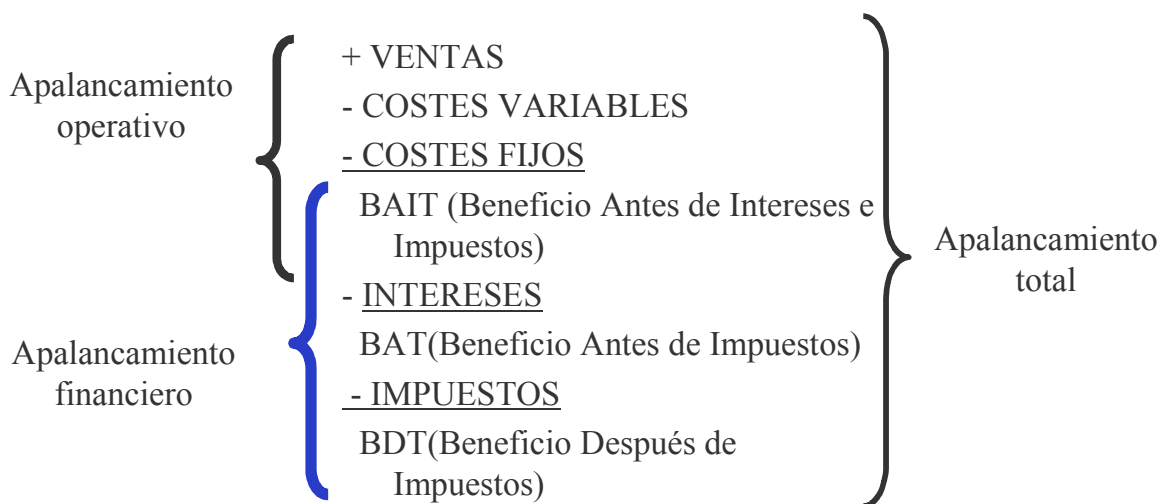 Apalancamiento
operativo
+ VENTAS
- COSTES VARIABLES
- COSTES FIJOS
BAIT (Beneficio Antes de Intereses e
Impuestos)
- INTERESES
BAT(Beneficio Antes de Impuestos)
- IMPUESTOS
BDT(Beneficio Después de
Impuestos)
Apalancamiento
financiero
Apalancamiento
total